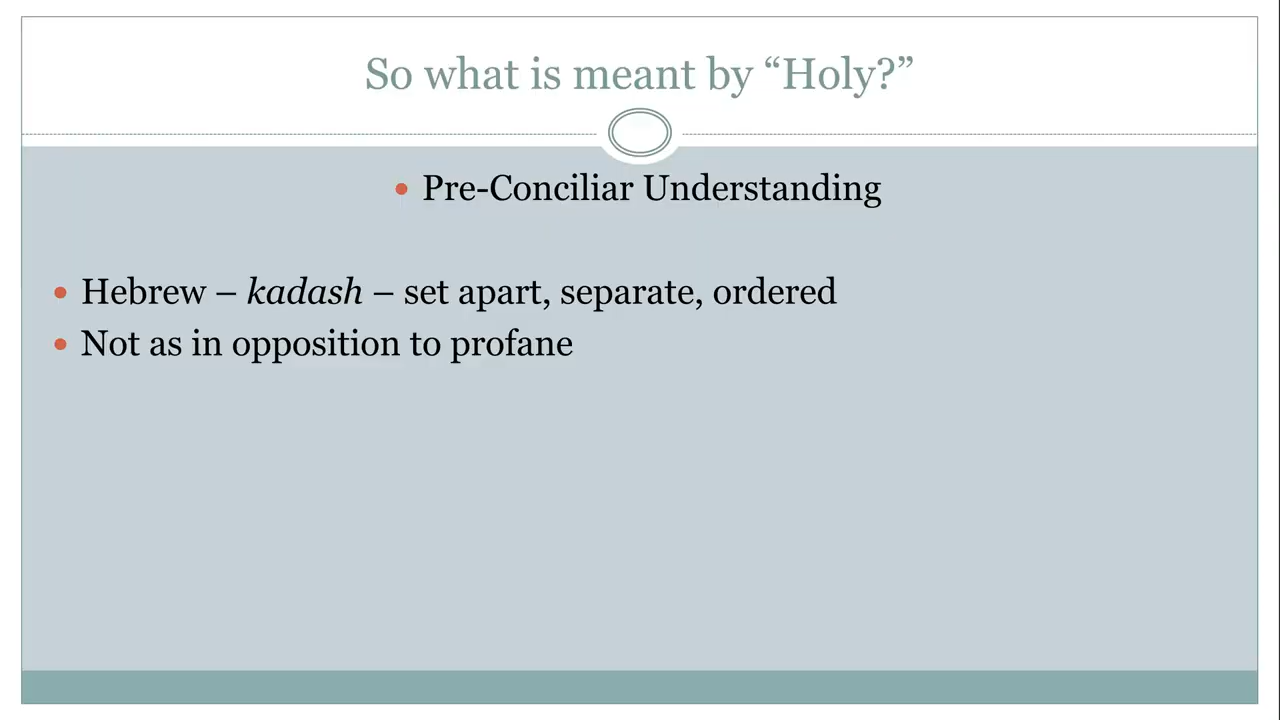 So what is meant by “Holy?”
• Pre-Conciliar Understanding
• Hebrew – kadash – set apart, separate, ordered
• Not as in opposition to profane